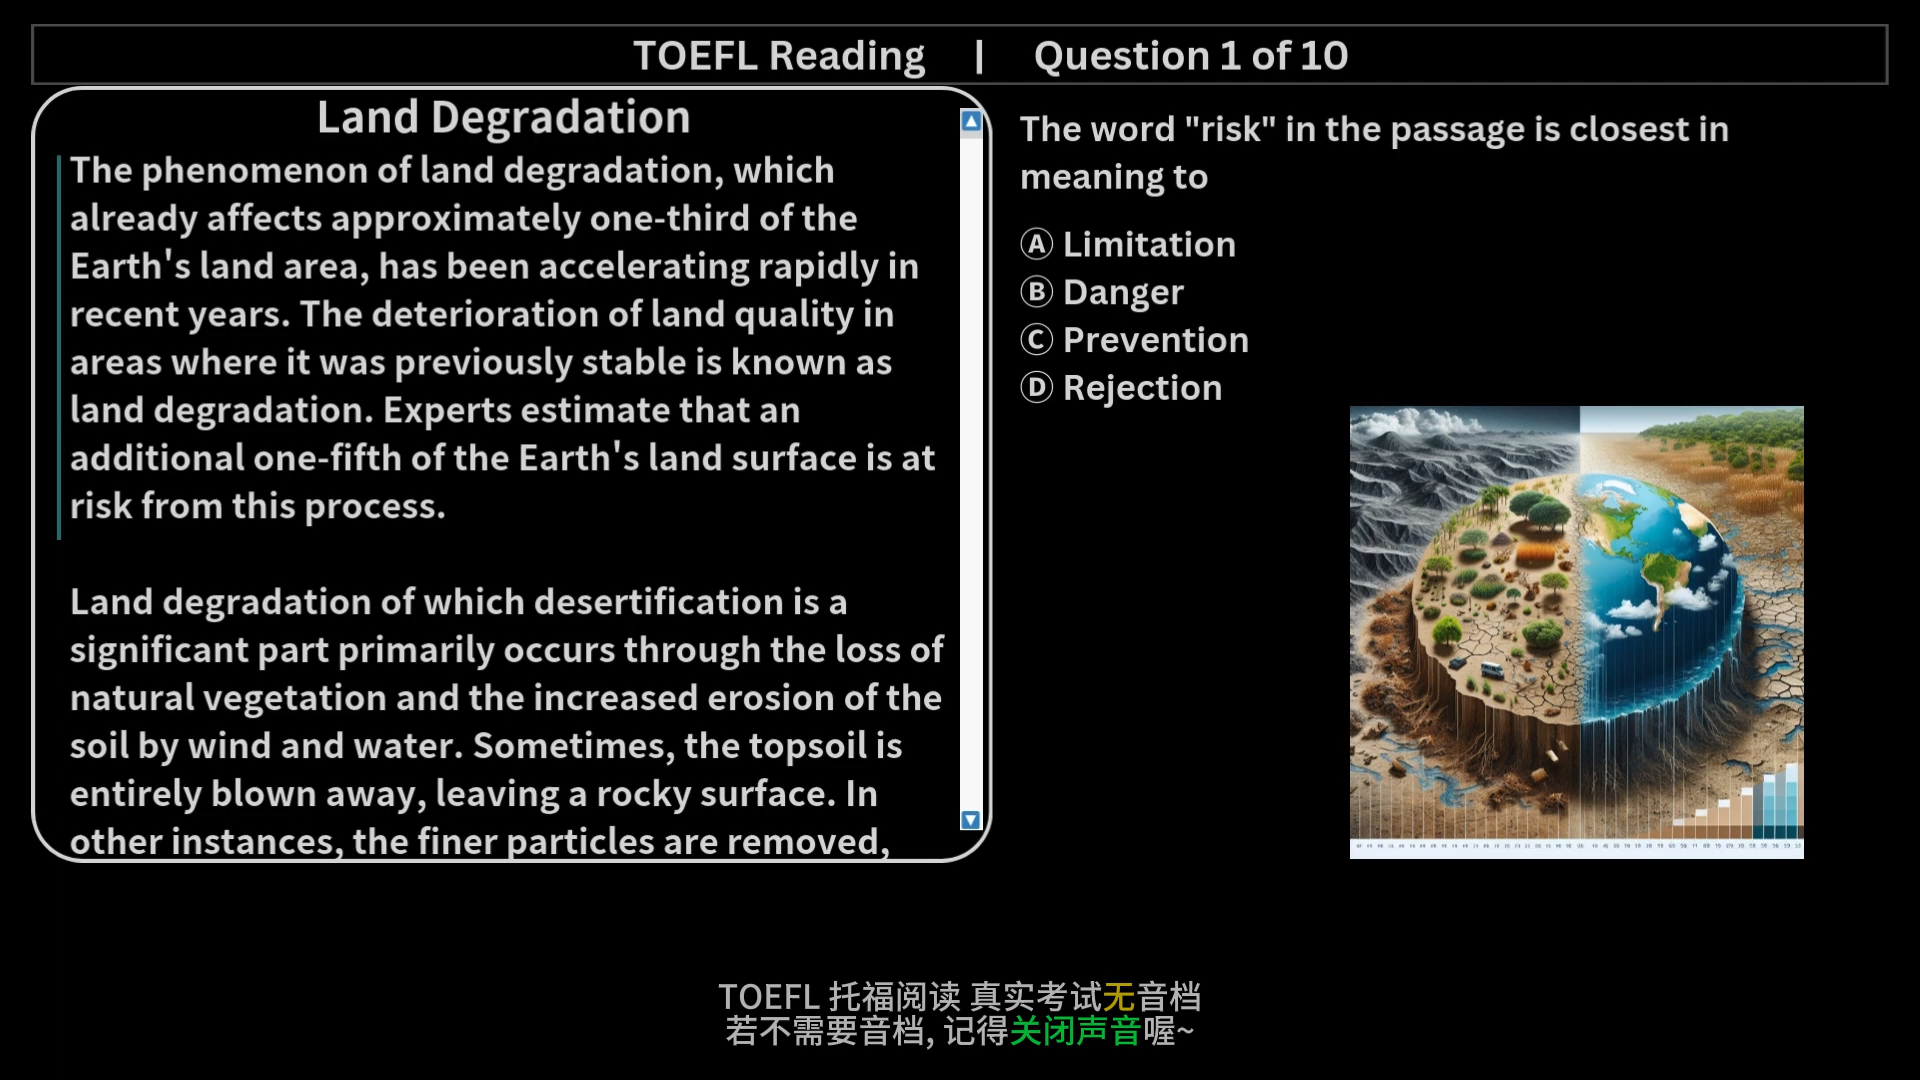 TOEFL Reading | Question 1 of 10
Land Degradation
The phenomenon of land degradation, which
already affects approximately one-third of the
Earth's land area, has been accelerating rapidly in
recent years. The deterioration of land quality in
areas where it was previously stable is known as
land degradation. Experts estimate that an
additional one-fifth of the Earth's land surface is at
risk from this process.
Land degradation of which desertification is a
significant part primarily occurs through the loss of
natural vegetation and the increased erosion of the
soil by wind and water. Sometimes, the topsoil is
entirely blown away, leaving a rocky surface. In
other instances, the finer particles are removed,
The word "risk" in the passage is closest in
meaning to
Ⓐ Limitation
Ⓑ Danger
Ⓒ Prevention
Ⓓ Rejection
TOEFL 托福阅读 真实考试无音档
若不需要音档, 记得关闭声音喔~